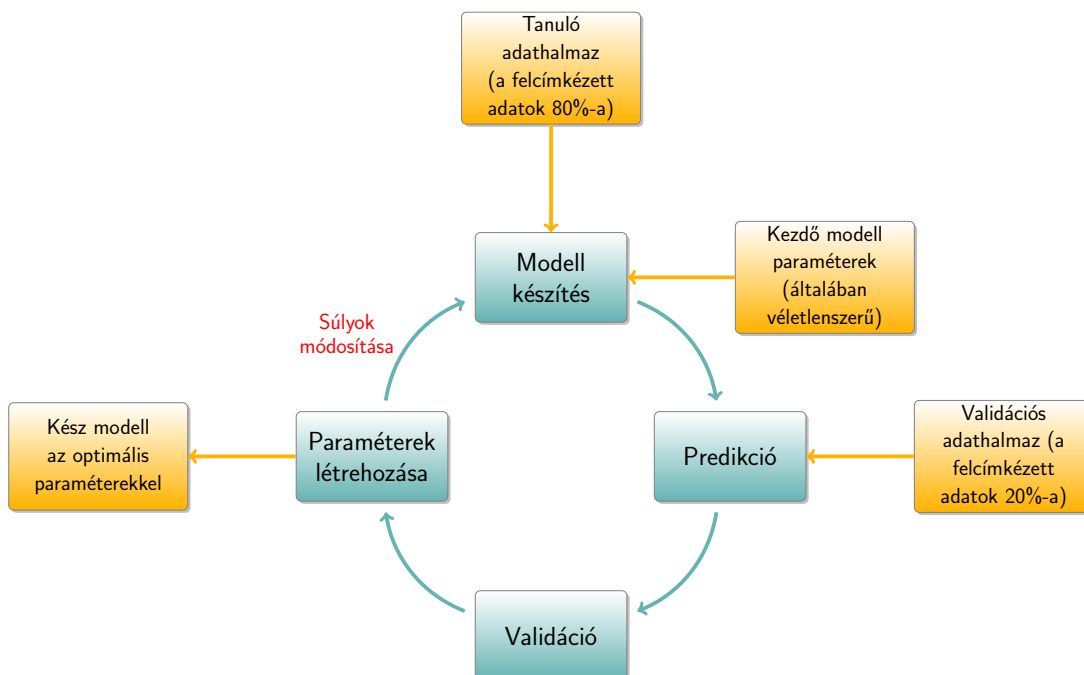 Tanuló
adathalmaz
(a felcímkézett
adatok 80%-a)
Modell
készítés
Kezdő modell
paraméterek
(általában
véletlenszerű)
Súlyok
módosítása
Kész modell
az optimális
paraméterekkel
Paraméterek
létrehozása
Predikció
Validációs
adathalmaz (a
felcímkézett
adatok 20%-a)
Validáció